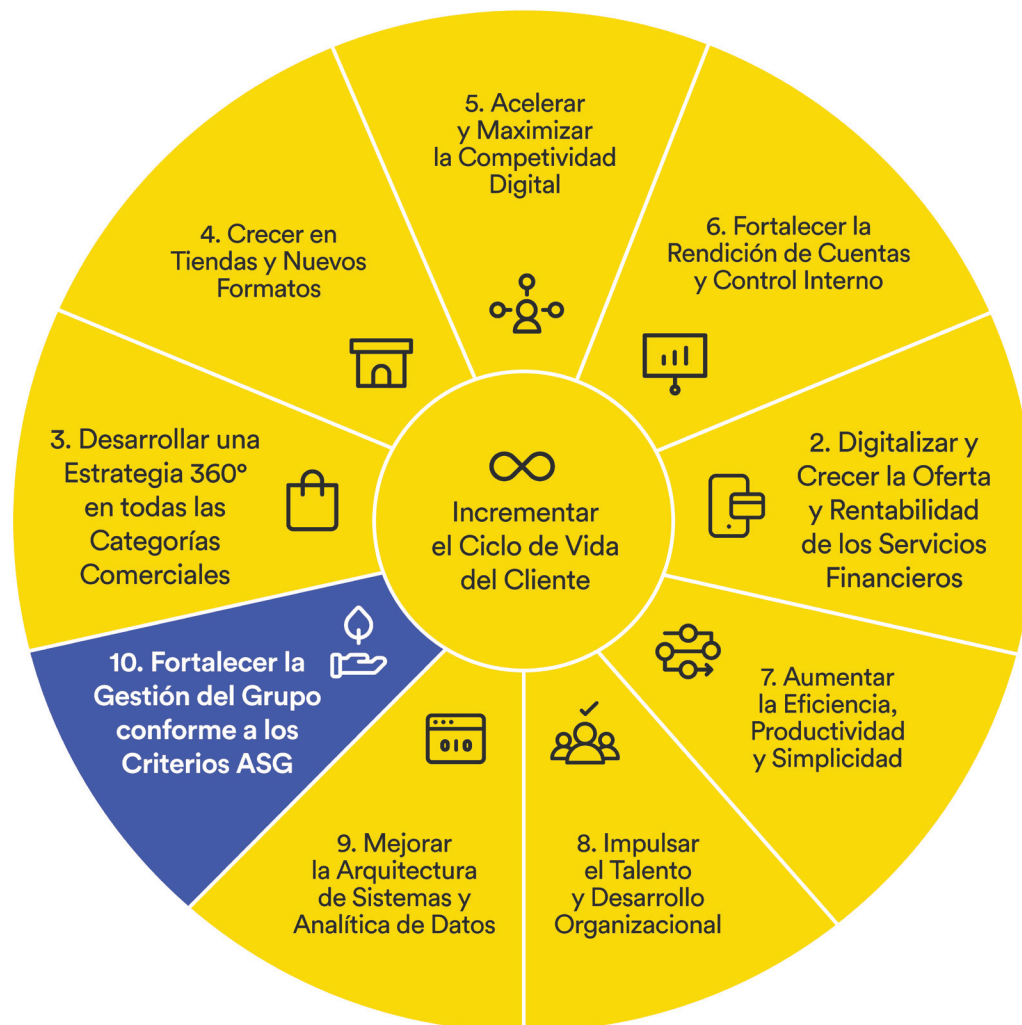 5. Acelerar
y Maximizar
la Competividad
Digital
6. Fortalecer la
Rendición de Cuentas
y Control Interno
4. Crecer en
Tiendas y Nuevos
Formatos
3. Desarrollar una
Estrategia 360°
en todas las
Categorías
Comerciales
Incrementar
el Ciclo de Vida
del Cliente
2. Digitalizar y
Crecer la Oferta
y Rentabilidad
de los Servicios
Financieros
10. Fortalecer la
Gestión del Grupo
conforme a los
Criterios ASG
7. Aumentar
la Eficiencia,
Productividad
y Simplicidad
010
9. Mejorar
la Arquitectura
de Sistemas y
Analítica de Datos
8. Impulsar
el Talento
y Desarrollo
Organizacional